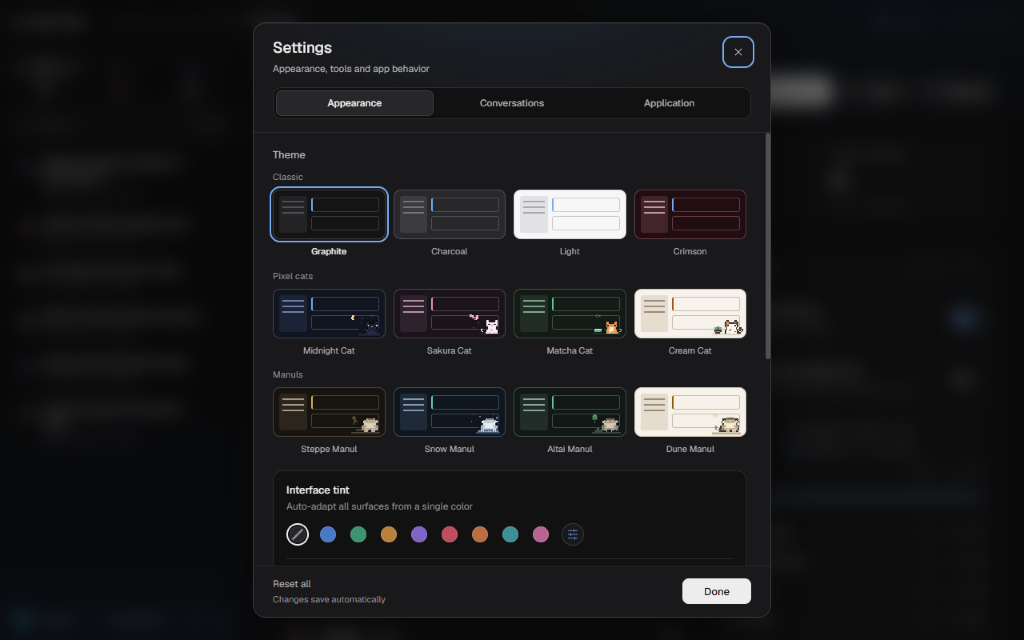 Settings
Appearance, tools and app behavior
Appearance Conversations Application
Theme
Classic
Graphite Charcoal Light Crimson
Pixel cats
Midnight Cat Sakura Cat Matcha Cat Cream Cat
Manuls
Steppe Manul Snow Manul Altai Manul Dune Manul
Interface tint
Auto-adapt all surfaces from a single color
Reset all
Changes save automatically
Done